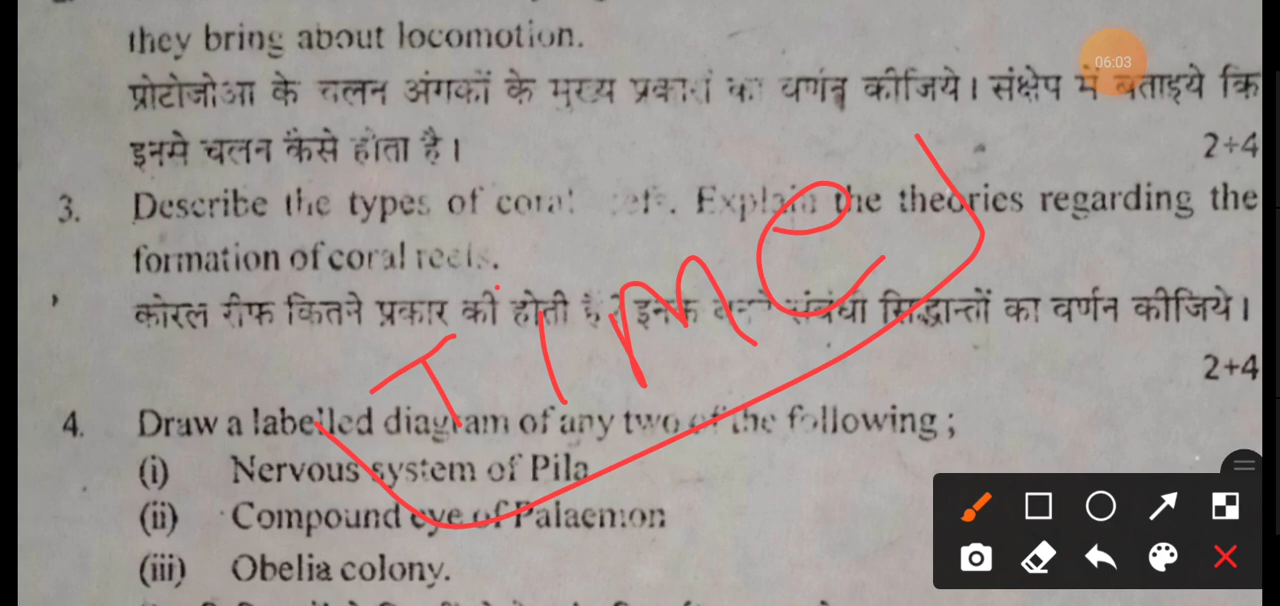 they bring about locomotion.
06:03
प्रोटोजोआ के चलन अंगकों के मुख्य प्रकारों का वर्णन कीजिये। संक्षेप में बताइये कि
इनसे चलन कैसे होता है।
2+4
3. Describe the types of coral reefs. Explain the theories regarding the
formation of coral reefs.
कोरल रीफ कितने प्रकार की होती है? इनके बनने संबंधी सिद्धान्तों का वर्णन कीजिये।
2+4
Time
4. Draw a labelled diagram of any two of the following ;
(i) Nervous system of Pila
(ii) Compound eye of Palaemon
(iii) Obelia colony.